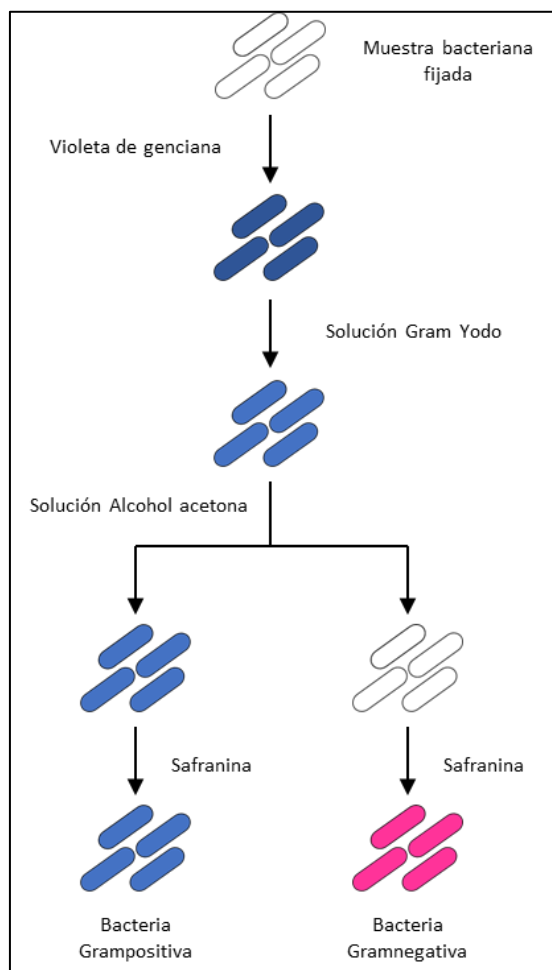 Muestra bacteriana
fijada
Violeta de genciana
Solución Gram Yodo
Solución Alcohol acetona
Safranina
Safranina
Bacteria
Grampositiva
Bacteria
Gramnegativa